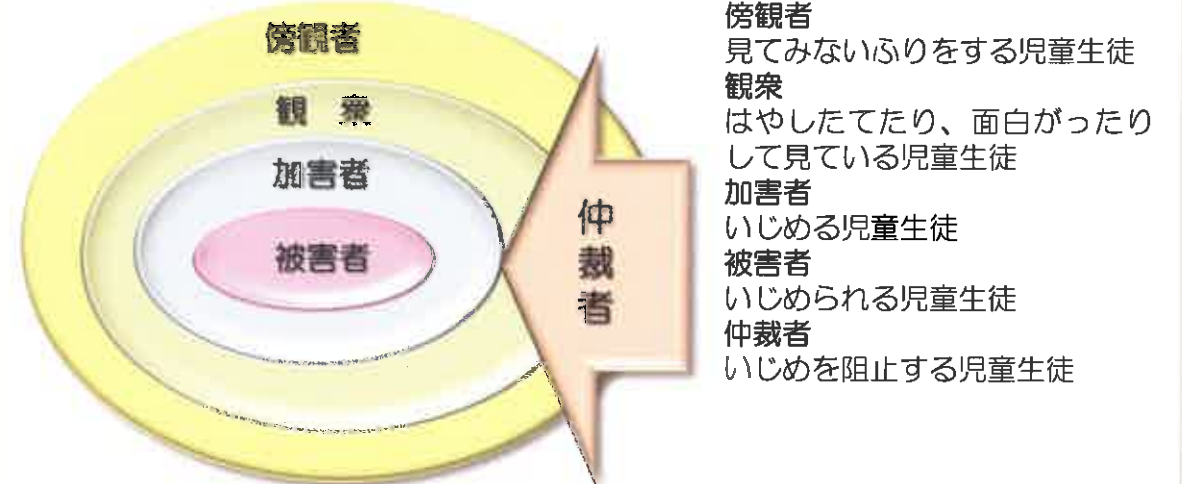 傍観者
観 衆
加害者
被害者
仲裁者
傍観者
見てみないふりをする児童生徒
観衆
はやしたてたり、面白がったり
して見ている児童生徒
加害者
いじめる児童生徒
被害者
いじめられる児童生徒
仲裁者
いじめを阻止する児童生徒